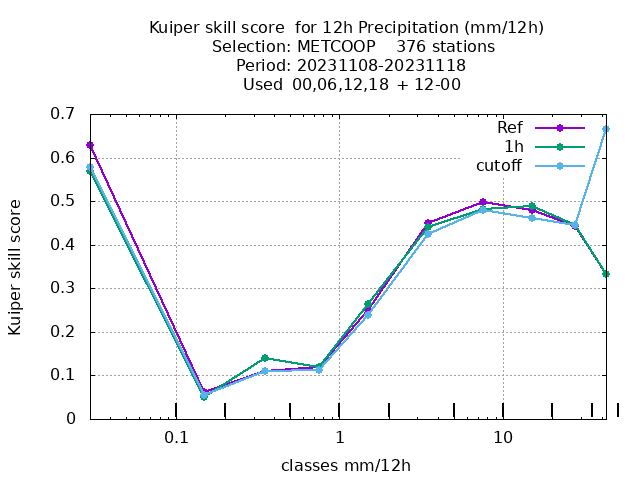 Kuiper skill score  for 12h Precipitation (mm/12h)
Selection: METCOOP    376 stations
Period: 20231108-20231118
Used  00,06,12,18  + 12-00
Kuiper skill score
0.7
0.6
0.5
0.4
0.3
0.2
0.1
0
Ref
1h
cutoff
0.1
1
10
classes mm/12h